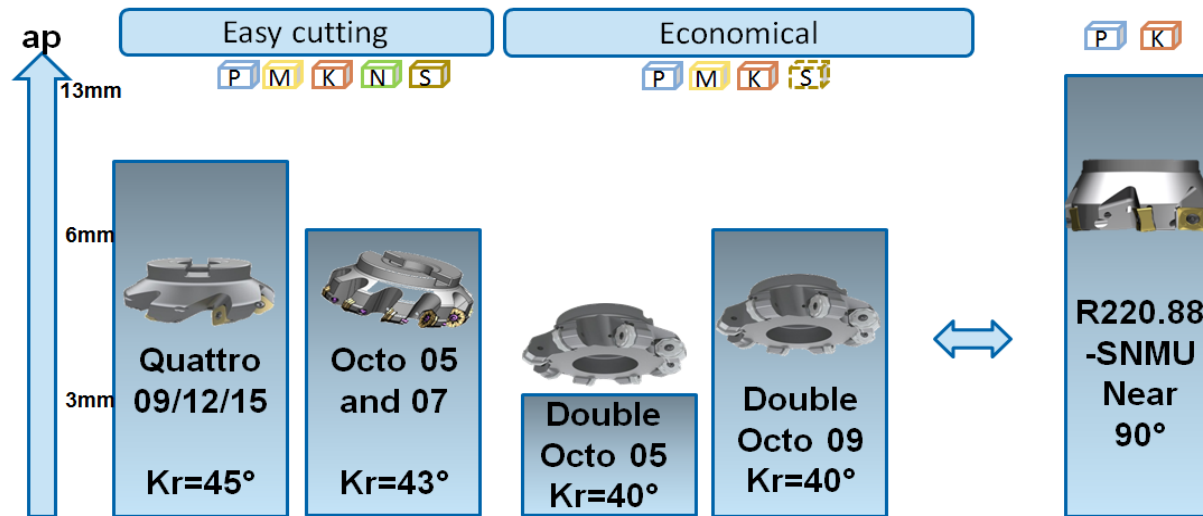 ap
Easy cutting
Economical
P K
P M K N S
P M K S
13mm
6mm
3mm
Quattro
09/12/15
Kr=45°
Octo 05
and 07
Kr=43°
Double
Octo 05
Kr=40°
Double
Octo 09
Kr=40°
R220.88
-SNMU
Near
90°